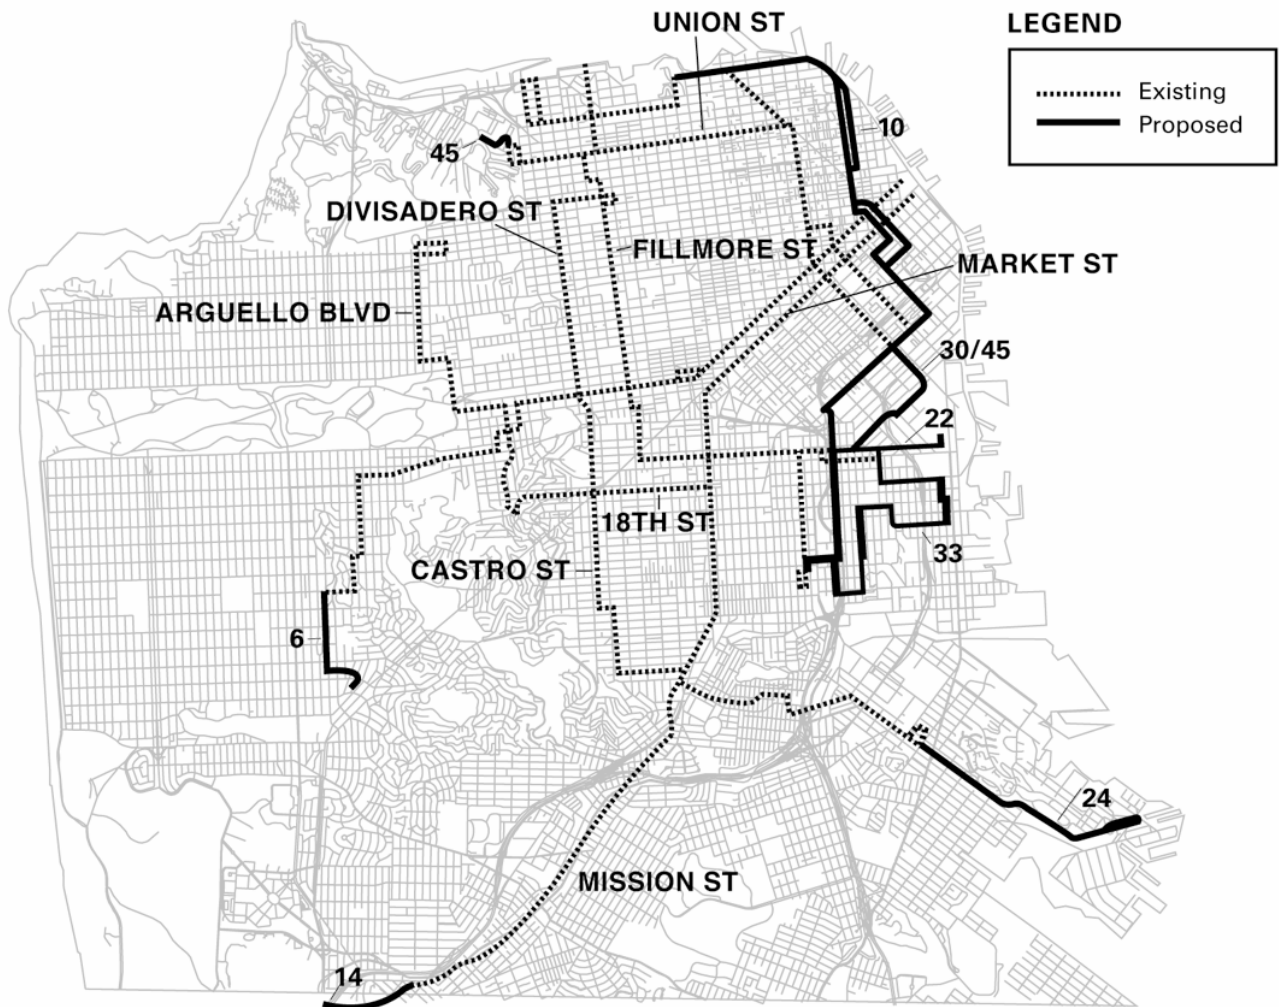 UNION ST
LEGEND
Existing
Proposed
10
45
DIVISADERO ST
FILLMORE ST
MARKET ST
ARGUELLO BLVD
30/45
22
18TH ST
33
CASTRO ST
6
24
MISSION ST
14